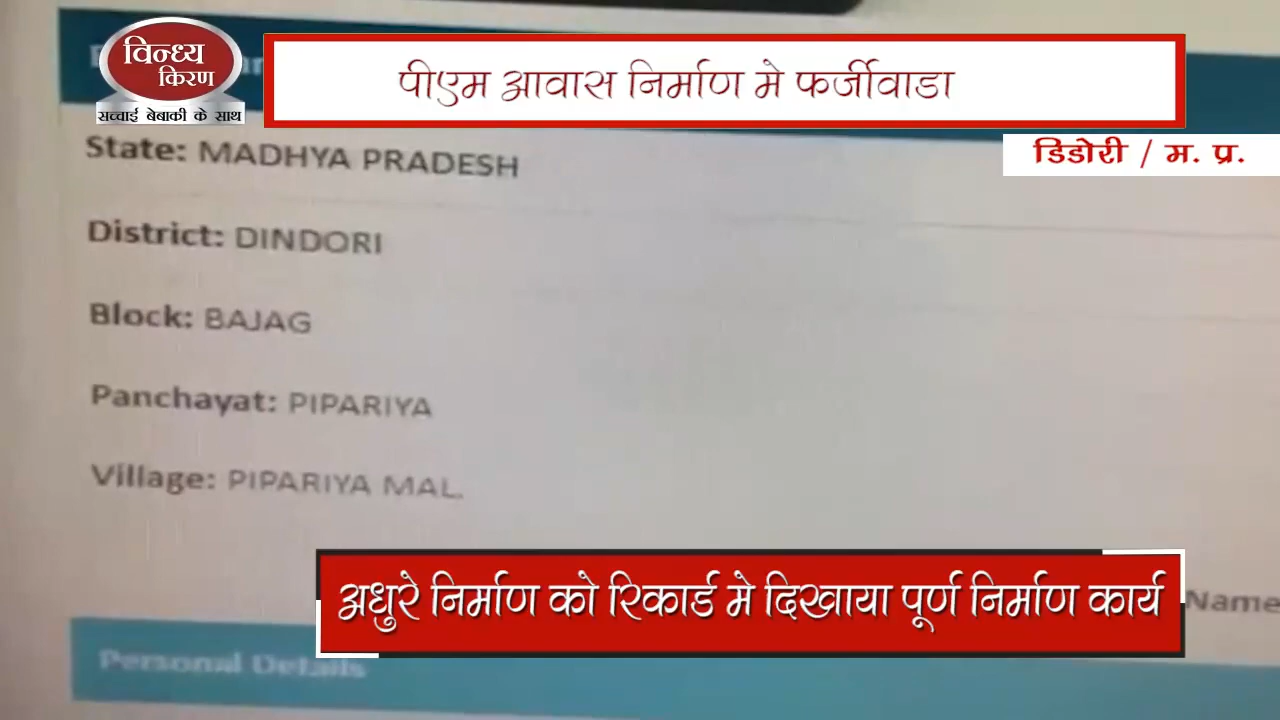 विन्ध्य
किरण
सच्चाई बेबाकी के साथ
पीएम आवास निर्माण मे फर्जीवाडा
डिंडोरी / म. प्र.
State: MADHYA PRADESH
District: DINDORI
Block: BAJAG
Panchayat: PIPARIYA
Village: PIPARIYA MAL.
अधुरे निर्माण को रिकार्ड मे दिखाया पूर्ण निर्माण कार्य
Name
Personal Details